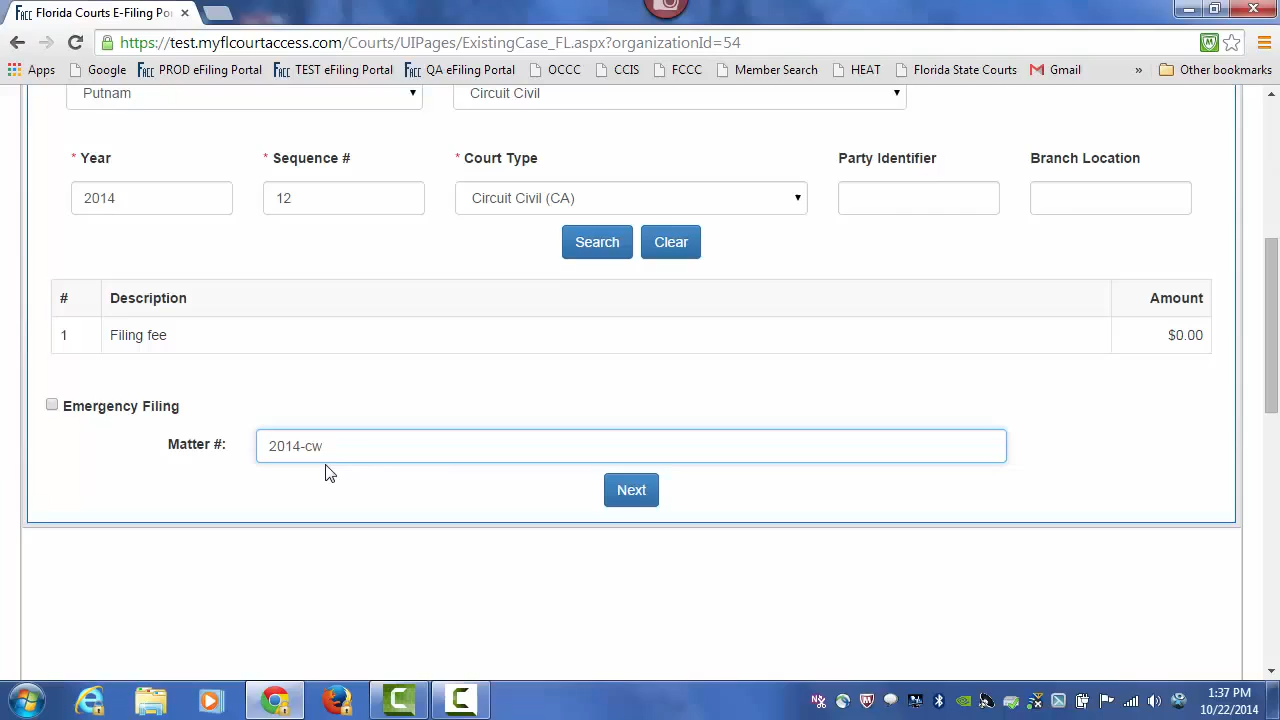 Florida Courts E-Filing Po
https://test.myflcourtaccess.com/Courts/UIPages/ExistingCase_FL.aspx?organizationId=54
Apps Google PROD eFiling Portal TEST eFiling Portal QA eFiling Portal OCCC CCIS FCCC Member Search HEAT Florida State Courts Gmail » Other bookmarks
Putnam Circuit Civil
* Year * Sequence # * Court Type Party Identifier Branch Location
2014 12 Circuit Civil (CA)
Search Clear
# Description Amount
1 Filing fee $0.00
Emergency Filing
Matter #: 2014-cw
Next
1:37 PM
10/22/2014